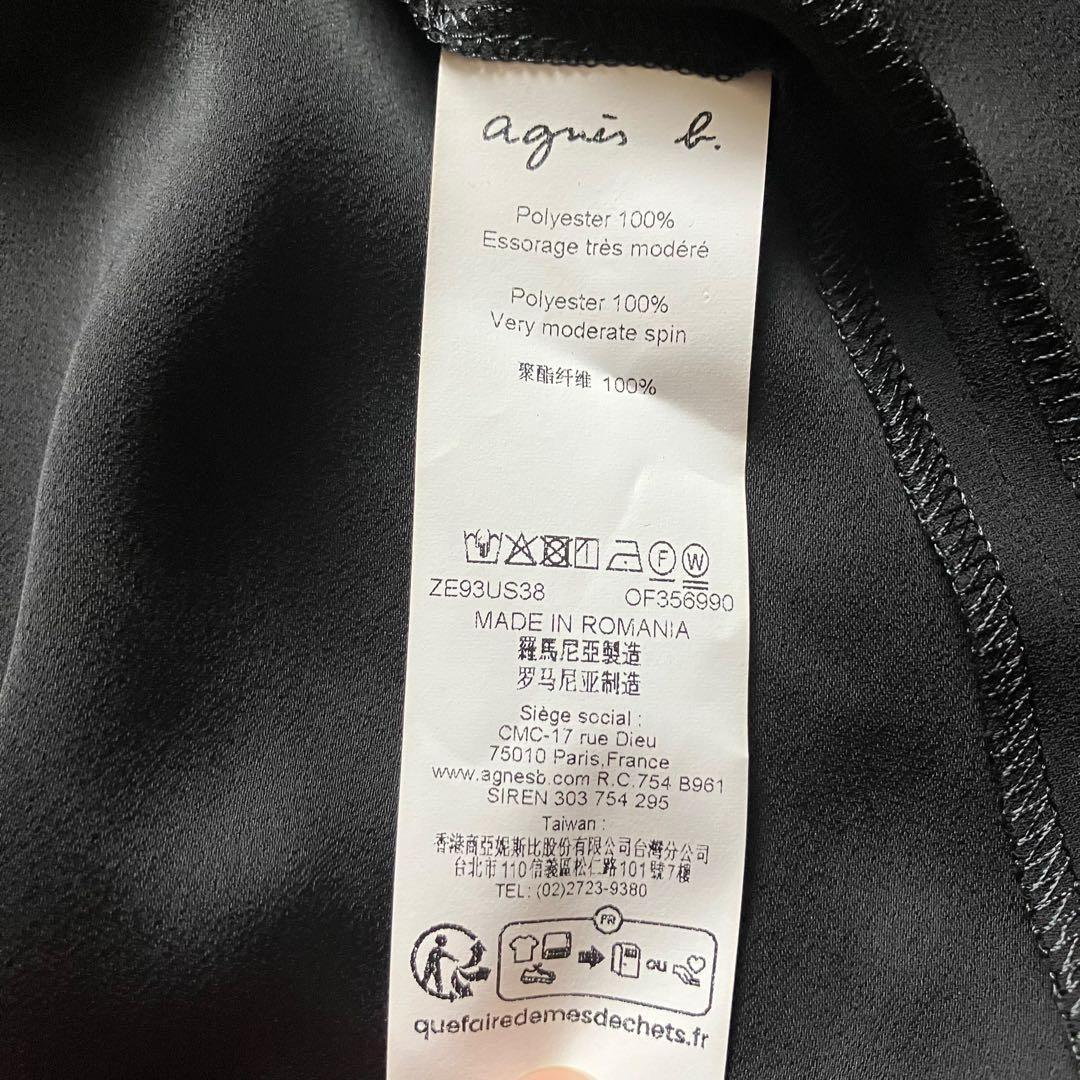 agnès b.
Polyester 100%
Essorage très modéré
Polyester 100%
Very moderate spin
聚酯纤维 100%
F W
ZE93US38 OF356990
MADE IN ROMANIA
羅馬尼亞製造
罗马尼亚制造
Siège social :
CMC-17 rue Dieu
75010 Paris,France
www.agnesb.com R.C.754 B961
SIREN 303 754 295
Taiwan :
香港商亞妮斯比股份有限公司台灣分公司
台北市110信義區松仁路101號7樓
TEL: (02)2723-9380
FR
ou
quefairedemesdechets.fr